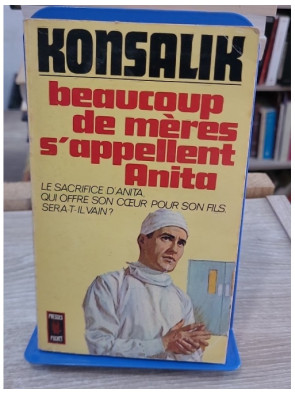 KONSALIK
beaucoup
de mères
s'appellent
Anita
LE SACRIFICE D'ANITA
QUI OFFRE SON CŒUR POUR SON FILS.
SERA-T-IL VAIN?
PRESSES
POCKET